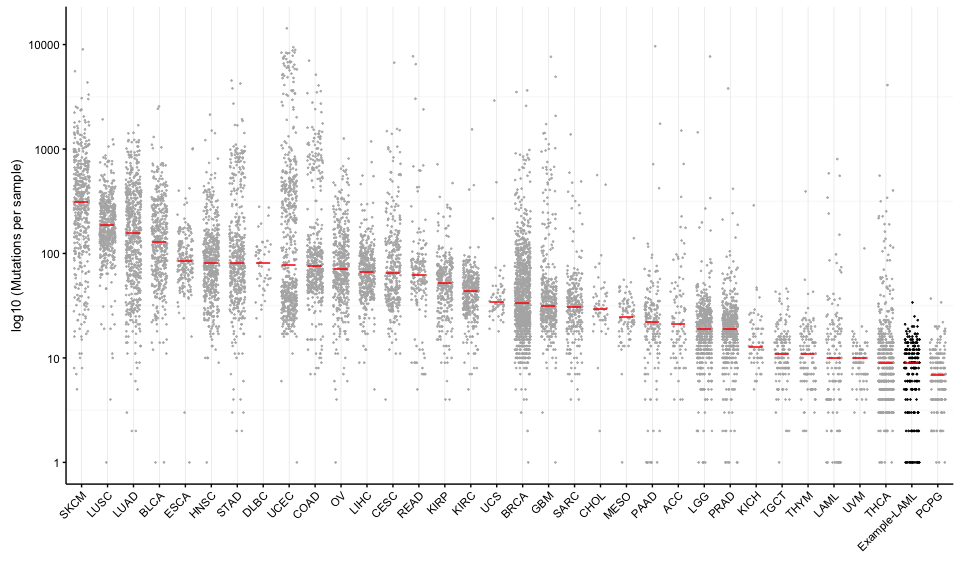 log10 (Mutations per sample)
10000
1000
100
10
1
SKCM
LUSC
LUAD
BLCA
ESCA
HNSC
STAD
DLBC
UCEC
COAD
OV
LIHC
CESC
READ
KIRP
KIRC
UCS
BRCA
GBM
SARC
CHOL
MESO
PAAD
ACC
LGG
PRAD
KICH
TGCT
THYM
LAML
UVM
THCA
Example-LAML
PCPG